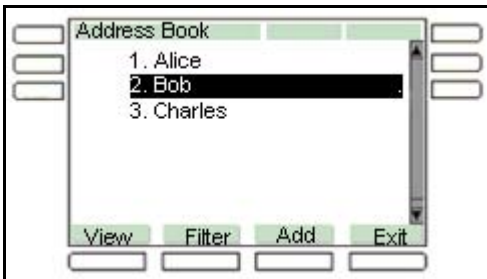 Address Book
1. Alice
2. Bob
3. Charles
View Filter Add Exit